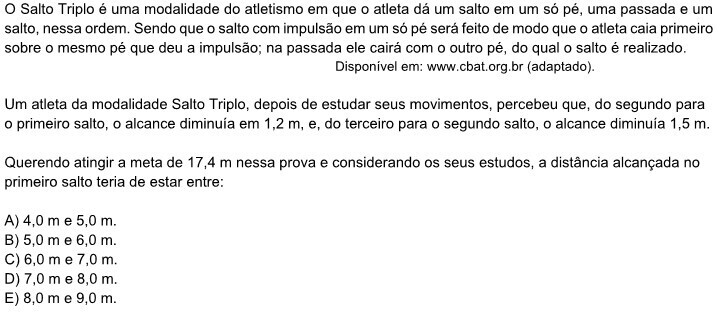 O Salto Triplo é uma modalidade do atletismo em que o atleta dá um salto em um só pé, uma passada e um
salto, nessa ordem. Sendo que o salto com impulsão em um só pé será feito de modo que o atleta caia primeiro
sobre o mesmo pé que deu a impulsão; na passada ele cairá com o outro pé, do qual o salto é realizado.
Disponível em: www.cbat.org.br (adaptado).
Um atleta da modalidade Salto Triplo, depois de estudar seus movimentos, percebeu que, do segundo para
o primeiro salto, o alcance diminuía em 1,2 m, e, do terceiro para o segundo salto, o alcance diminuía 1,5 m.
Querendo atingir a meta de 17,4 m nessa prova e considerando os seus estudos, a distância alcançada no
primeiro salto teria de estar entre:
A) 4,0 m e 5,0 m.
B) 5,0 m e 6,0 m.
C) 6,0 m e 7,0 m.
D) 7,0 m e 8,0 m.
E) 8,0 m e 9,0 m.